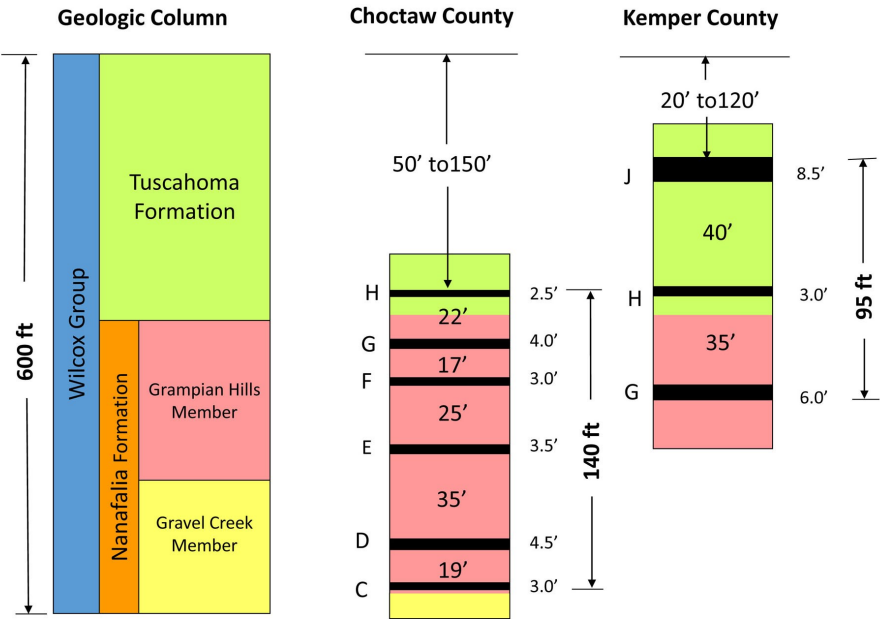 Geologic Column
600 ft
Wilcox Group
Tuscahoma
Formation
Nanafalia Formation
Grampian Hills
Member
Gravel Creek
Member
Choctaw County
50’ to150’
H
2.5’
22’
G
4.0’
17’
F
3.0’
25’
E
3.5’
35’
D
4.5’
19’
C
3.0’
140 ft
Kemper County
20’ to120’
J
8.5’
40’
H
3.0’
35’
G
6.0’
95 ft